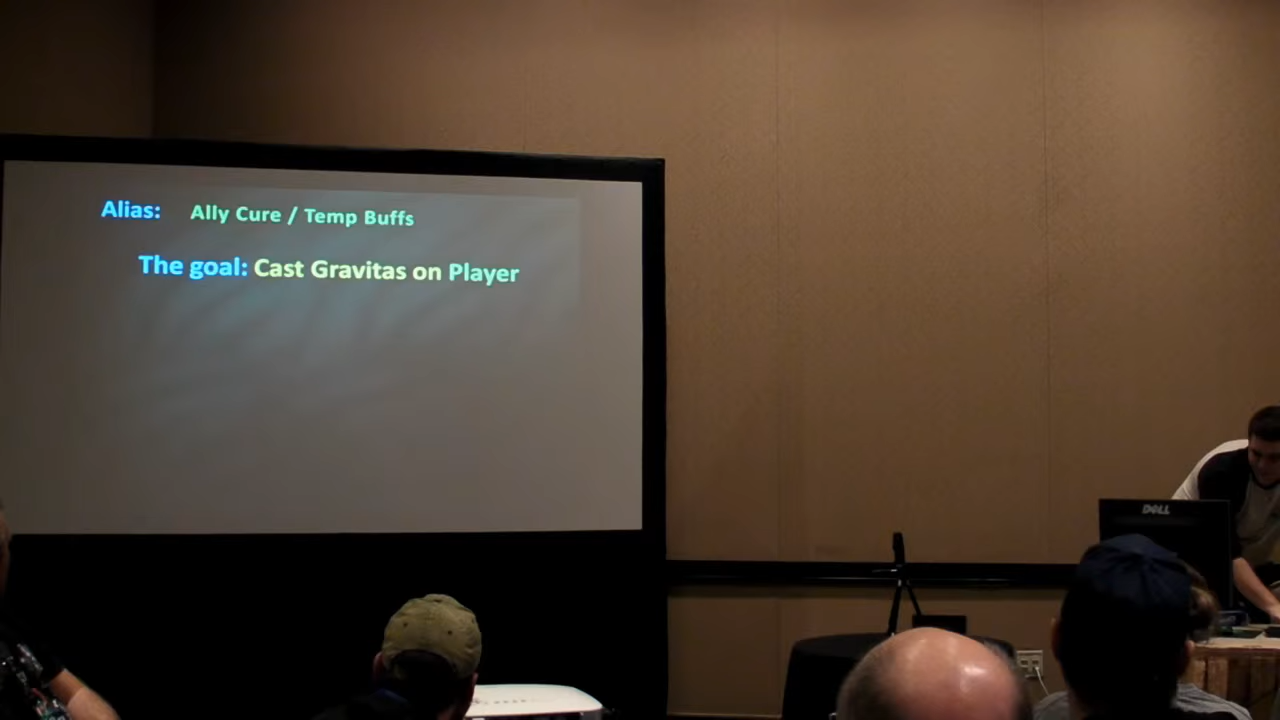 Alias: Ally Cure / Temp Buffs
The goal: Cast Gravitas on Player
DELL